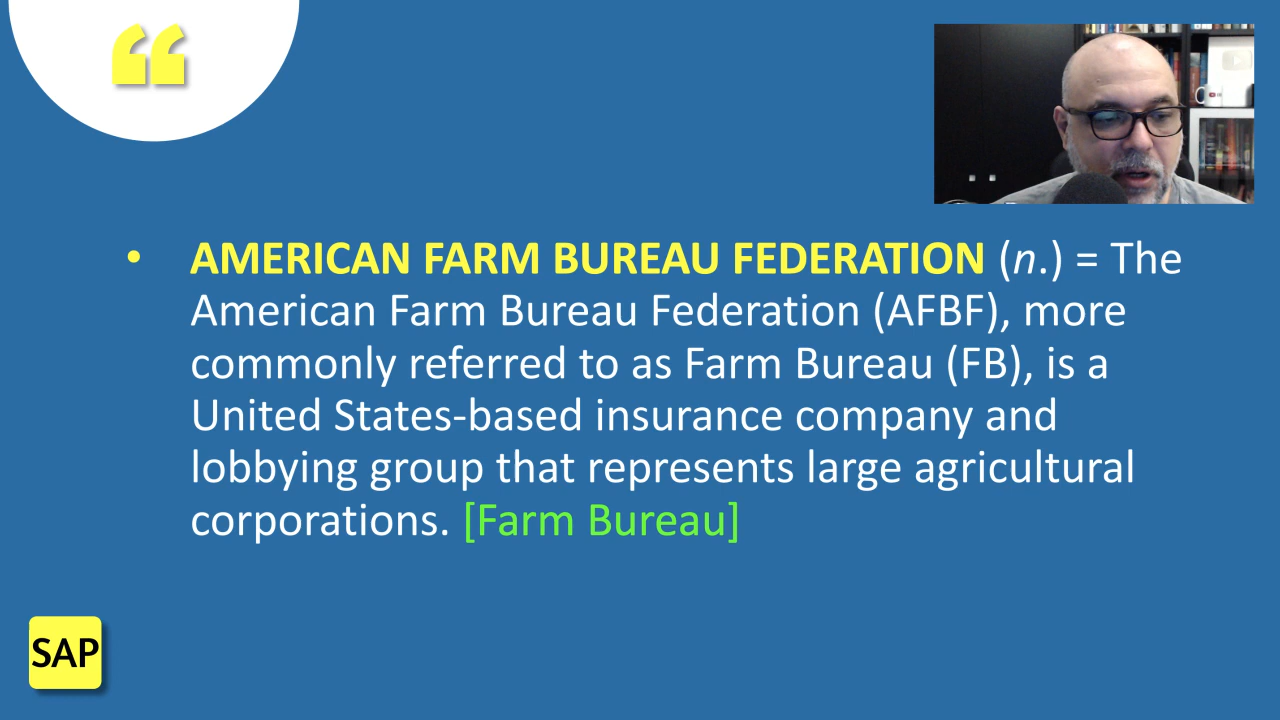 “
• AMERICAN FARM BUREAU FEDERATION (n.) = The
American Farm Bureau Federation (AFBF), more
commonly referred to as Farm Bureau (FB), is a
United States-based insurance company and
lobbying group that represents large agricultural
corporations. [Farm Bureau]
SAP